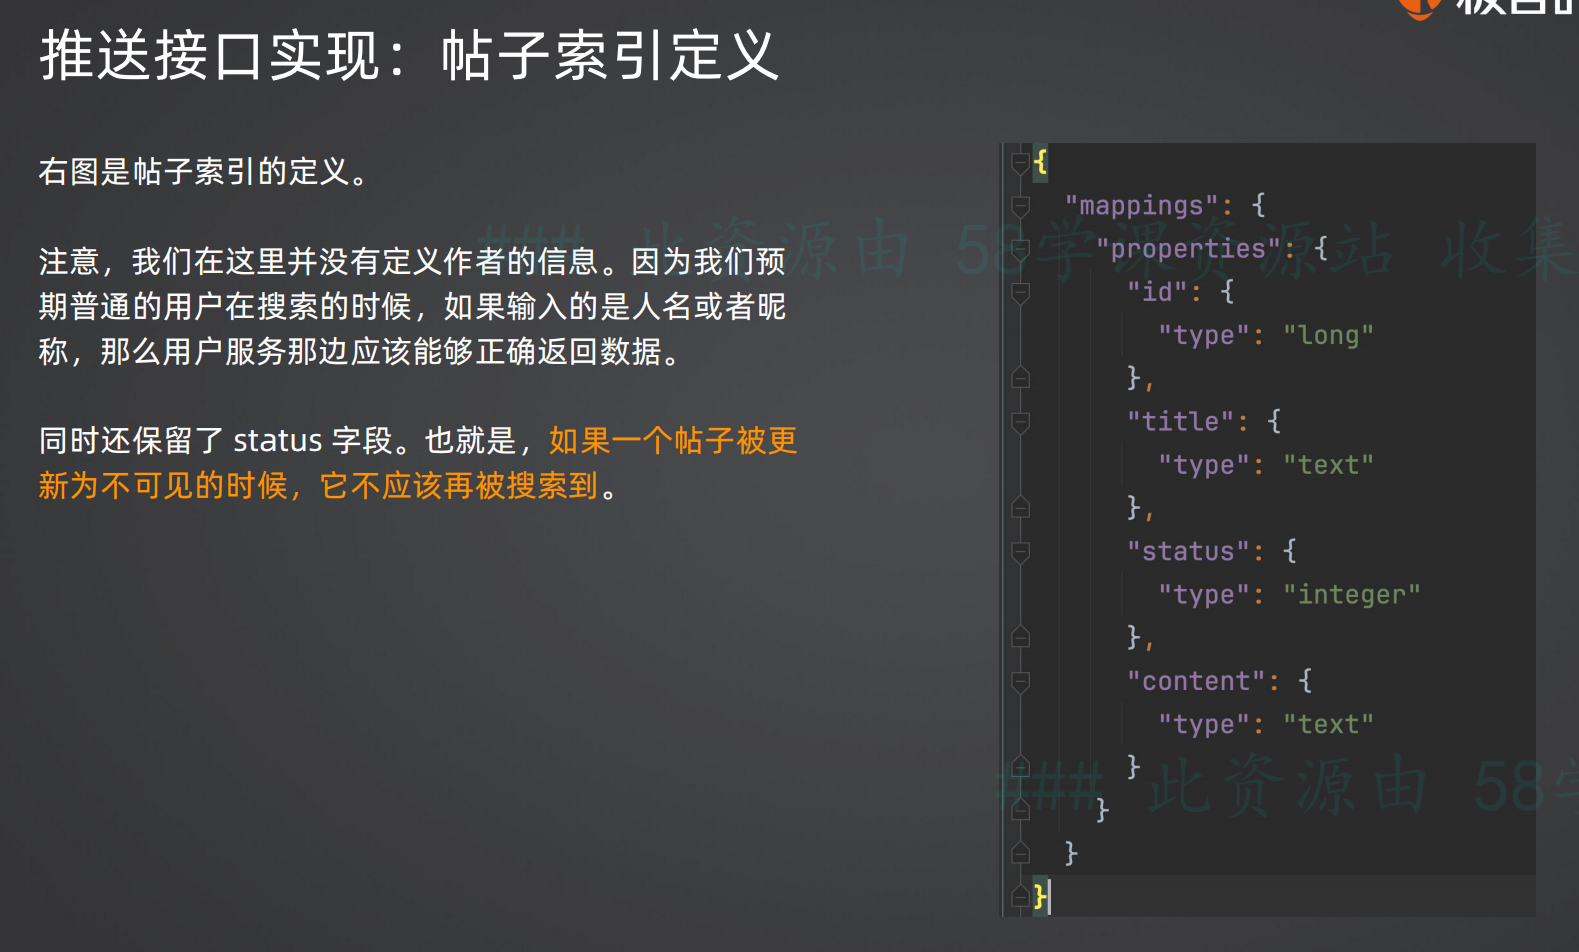 推送接口实现：帖子索引定义
右图是帖子索引的定义。
注意，我们在这里并没有定义作者的信息。因为我们预
期普通的用户在搜索的时候，如果输入的是人名或者昵
称，那么用户服务那边应该能够正确返回数据。
同时还保留了 status 字段。也就是，如果一个帖子被更
新为不可见的时候，它不应该再被搜索到。
{
"mappings": {
"properties": {
"id": {
"type": "long"
},
"title": {
"type": "text"
},
"status": {
"type": "integer"
},
"content": {
"type": "text"
}
}
}
}
### 此资源由 58学课资源站 收集
### 此资源由 58学